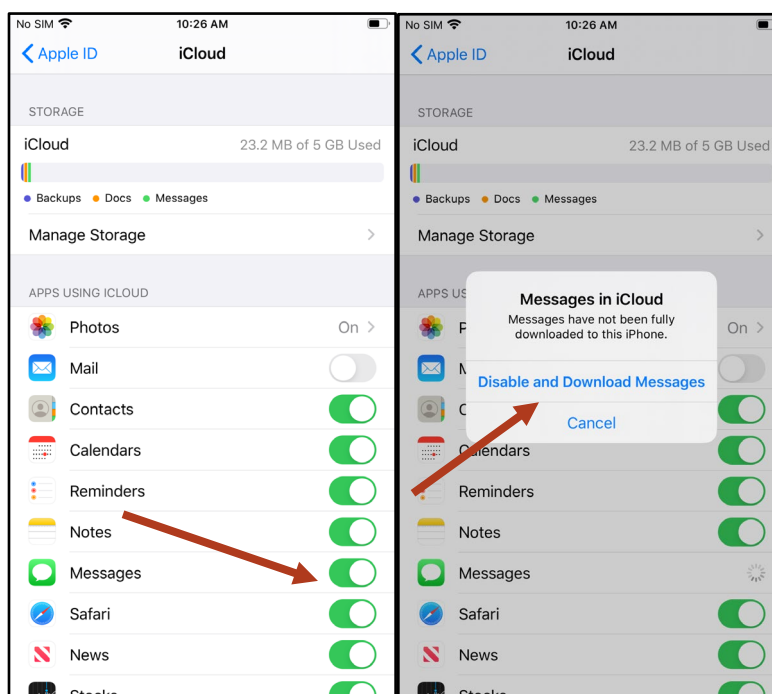 No SIM 10:26 AM
Apple ID iCloud
STORAGE
iCloud 23.2 MB of 5 GB Used
Backups Docs Messages
Manage Storage
APPS USING ICLOUD
Photos On
Mail
Contacts
Calendars
Reminders
Notes
Messages
Safari
News
Stocks
No SIM 10:26 AM
Apple ID iCloud
STORAGE
iCloud 23.2 MB of 5 GB Used
Backups Docs Messages
Manage Storage
APPS US
Messages in iCloud
Messages have not been fully
downloaded to this iPhone.
Disable and Download Messages
Cancel
P On
M
C
Calendars
Reminders
Notes
Messages
Safari
News
Stocks